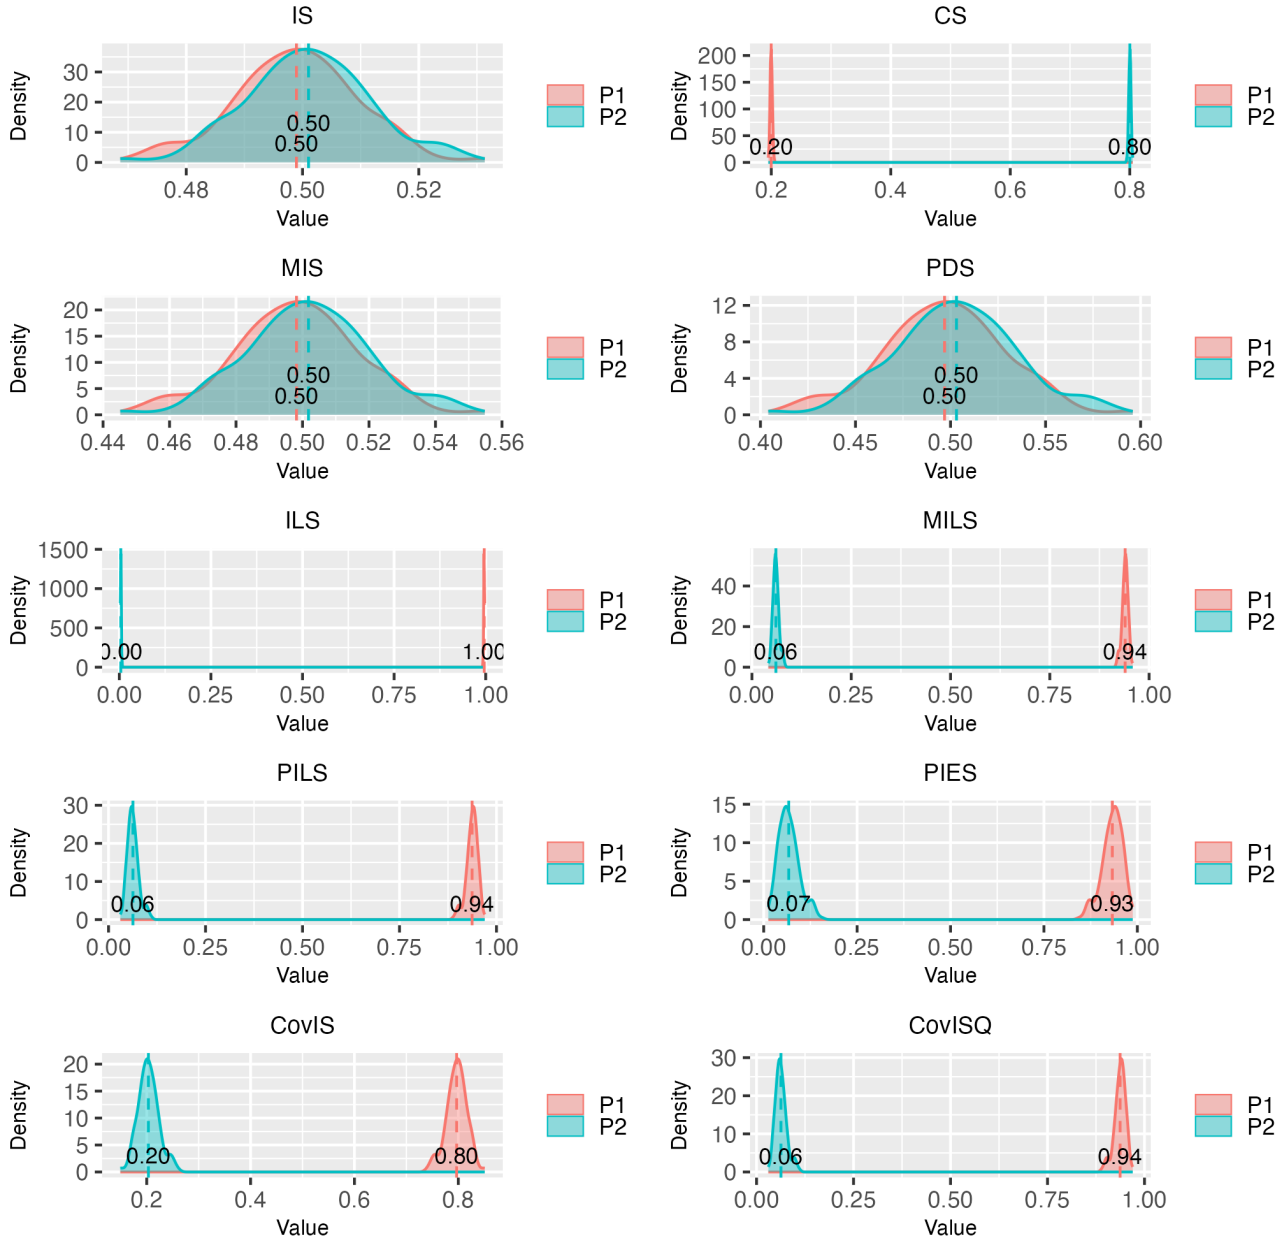 IS
Density
30
20
10
0
0.50
0.50
0.48 0.50 0.52
Value
P1
P2
CS
Density
200
150
100
50
0
0.20 0.80
0.2 0.4 0.6 0.8
Value
P1
P2
MIS
Density
20
15
10
5
0
0.50
0.50
0.44 0.46 0.48 0.50 0.52 0.54 0.56
Value
P1
P2
PDS
Density
12
8
4
0
0.50
0.50
0.40 0.45 0.50 0.55 0.60
Value
P1
P2
ILS
Density
1500
1000
500
0
0.00 1.00
0.00 0.25 0.50 0.75 1.00
Value
P1
P2
MILS
Density
40
20
0
0.06 0.94
0.00 0.25 0.50 0.75 1.00
Value
P1
P2
PILS
Density
30
20
10
0
0.06 0.94
0.00 0.25 0.50 0.75 1.00
Value
P1
P2
PIES
Density
15
10
5
0
0.07 0.93
0.00 0.25 0.50 0.75 1.00
Value
P1
P2
CovIS
Density
20
15
10
5
0
0.20 0.80
0.2 0.4 0.6 0.8
Value
P1
P2
CovISQ
Density
30
20
10
0
0.06 0.94
0.00 0.25 0.50 0.75 1.00
Value
P1
P2